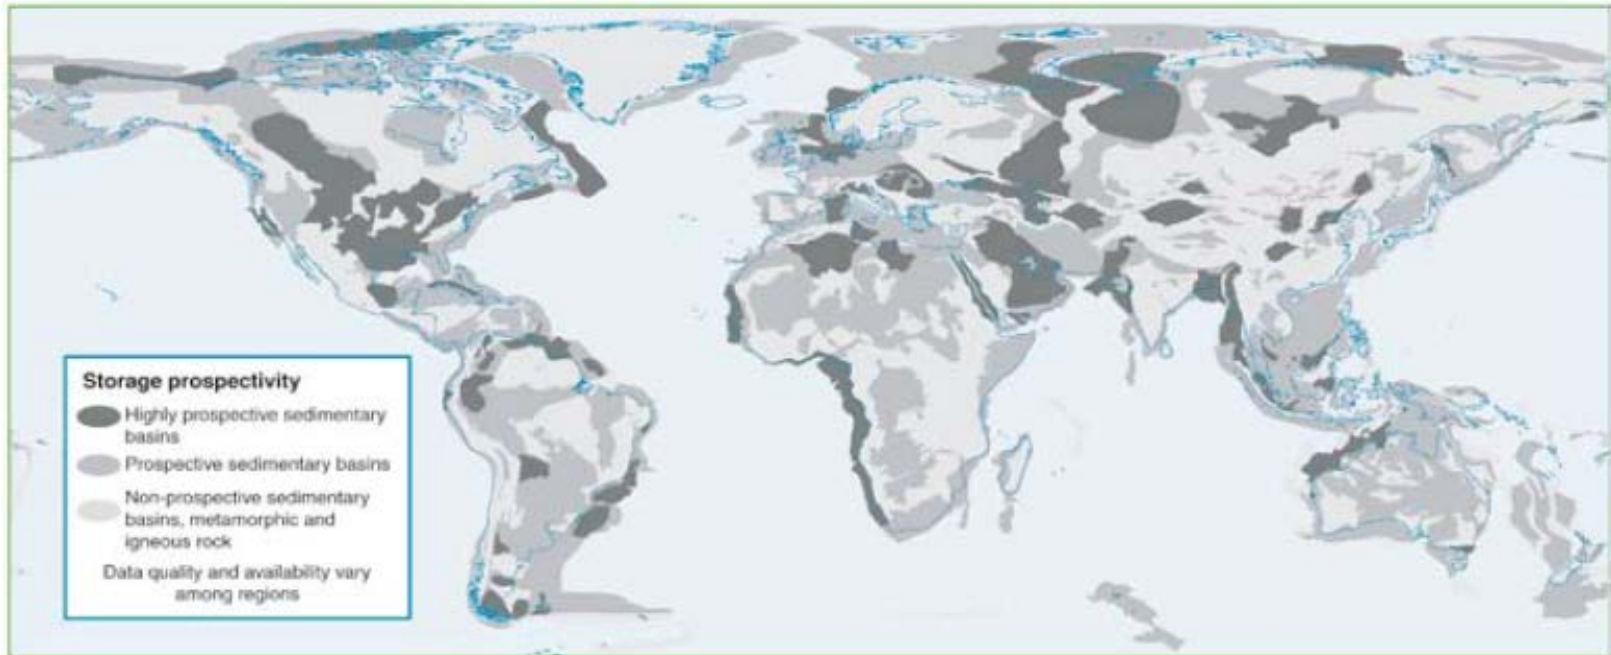 Storage prospectivity
Highly prospective sedimentary
basins
Prospective sedimentary basins
Non-prospective sedimentary
basins, metamorphic and
igneous rock
Data quality and availability vary
among regions